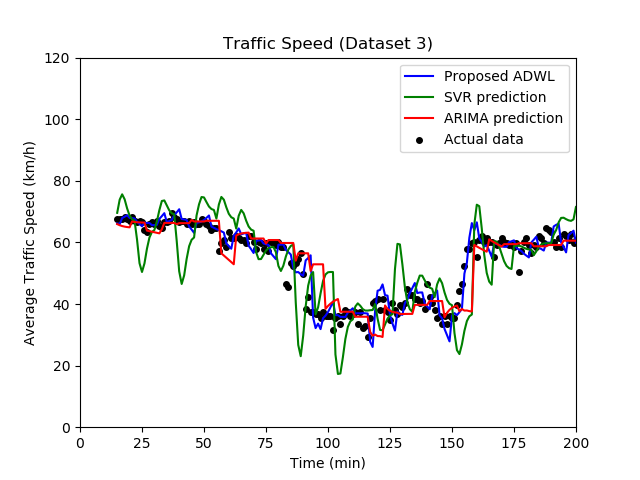 Traffic Speed (Dataset 3)
Proposed ADWL
SVR prediction
ARIMA prediction
Actual data
Average Traffic Speed (km/h)
120
100
80
60
40
20
0
0 25 50 75 100 125 150 175 200
Time (min)